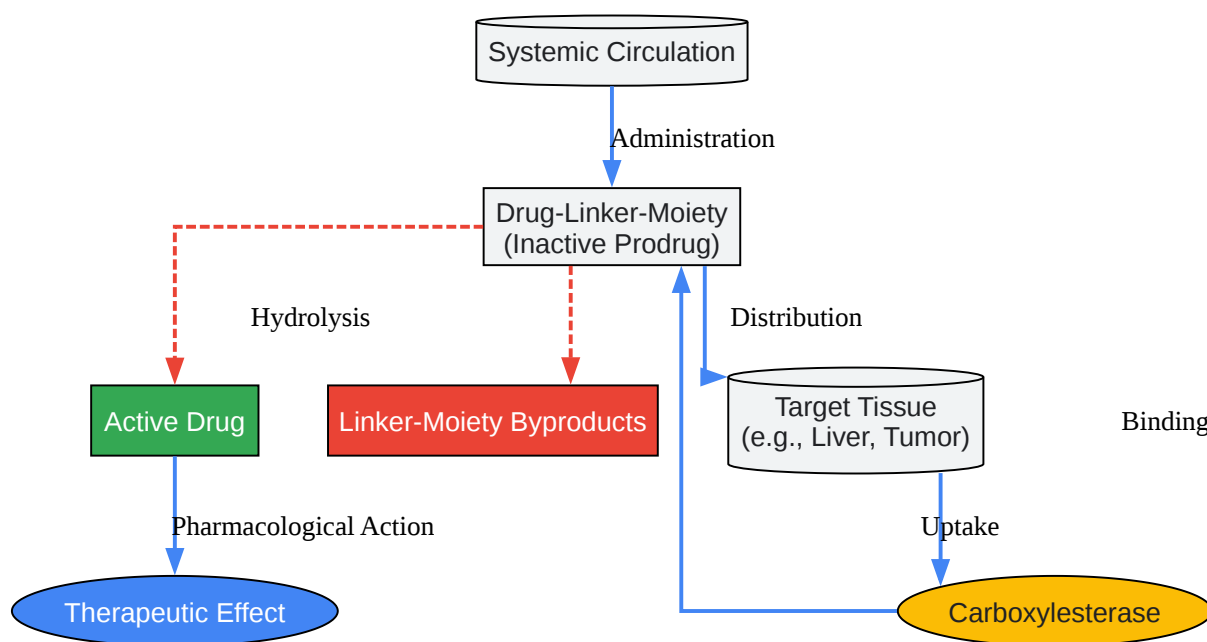 Systemic Circulation
Administration
Drug-Linker-Moiety
(Inactive Prodrug)
Hydrolysis
Distribution
Active Drug
Linker-Moiety Byproducts
Target Tissue
(e.g., Liver, Tumor)
Binding
Pharmacological Action
Uptake
Therapeutic Effect
Carboxylesterase